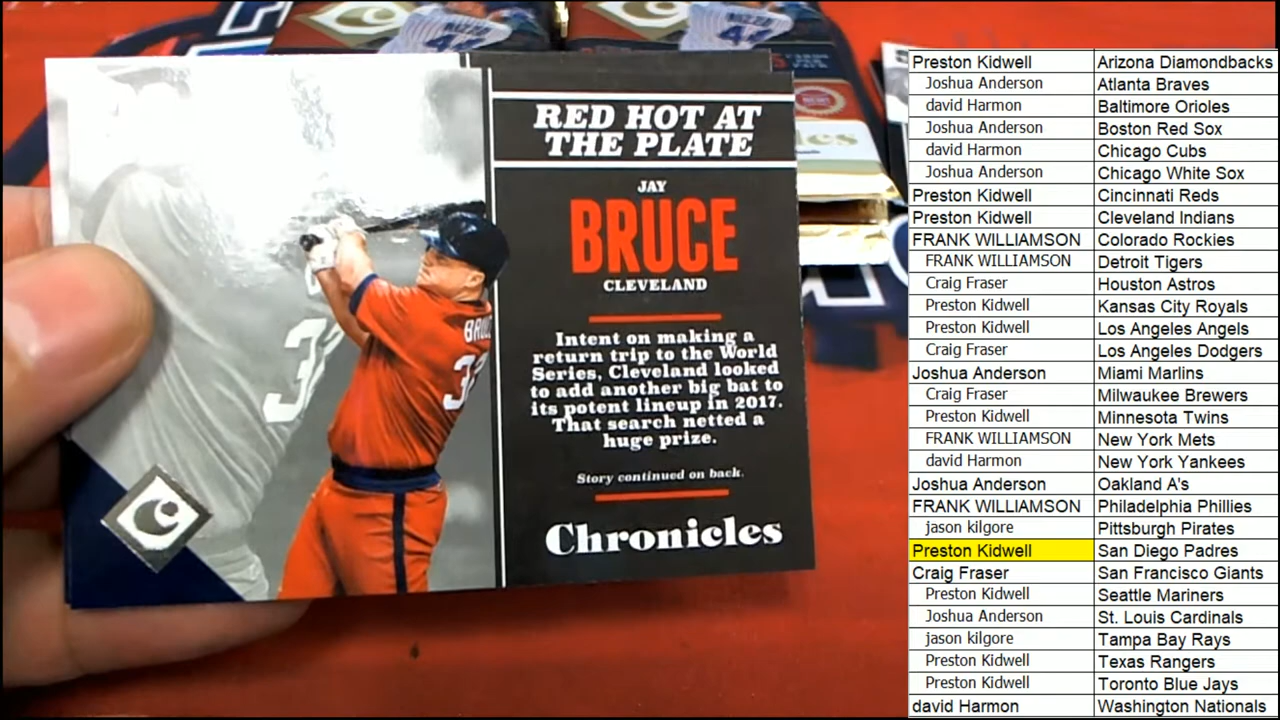 RED HOT AT
THE PLATE
JAY
BRUCE
CLEVELAND
Intent on making a
return trip to the World
Series, Cleveland looked
to add another big bat to
its potent lineup in 2017.
That search netted a
huge prize.
Story continued on back.
Chronicles
Preston Kidwell Arizona Diamondbacks
Joshua Anderson Atlanta Braves
david Harmon Baltimore Orioles
Joshua Anderson Boston Red Sox
david Harmon Chicago Cubs
Joshua Anderson Chicago White Sox
Preston Kidwell Cincinnati Reds
Preston Kidwell Cleveland Indians
FRANK WILLIAMSON Colorado Rockies
FRANK WILLIAMSON Detroit Tigers
Craig Fraser Houston Astros
Preston Kidwell Kansas City Royals
Preston Kidwell Los Angeles Angels
Craig Fraser Los Angeles Dodgers
Joshua Anderson Miami Marlins
Craig Fraser Milwaukee Brewers
Preston Kidwell Minnesota Twins
FRANK WILLIAMSON New York Mets
david Harmon New York Yankees
Joshua Anderson Oakland A's
FRANK WILLIAMSON Philadelphia Phillies
jason kilgore Pittsburgh Pirates
Preston Kidwell San Diego Padres
Craig Fraser San Francisco Giants
Preston Kidwell Seattle Mariners
Joshua Anderson St. Louis Cardinals
jason kilgore Tampa Bay Rays
Preston Kidwell Texas Rangers
Preston Kidwell Toronto Blue Jays
david Harmon Washington Nationals